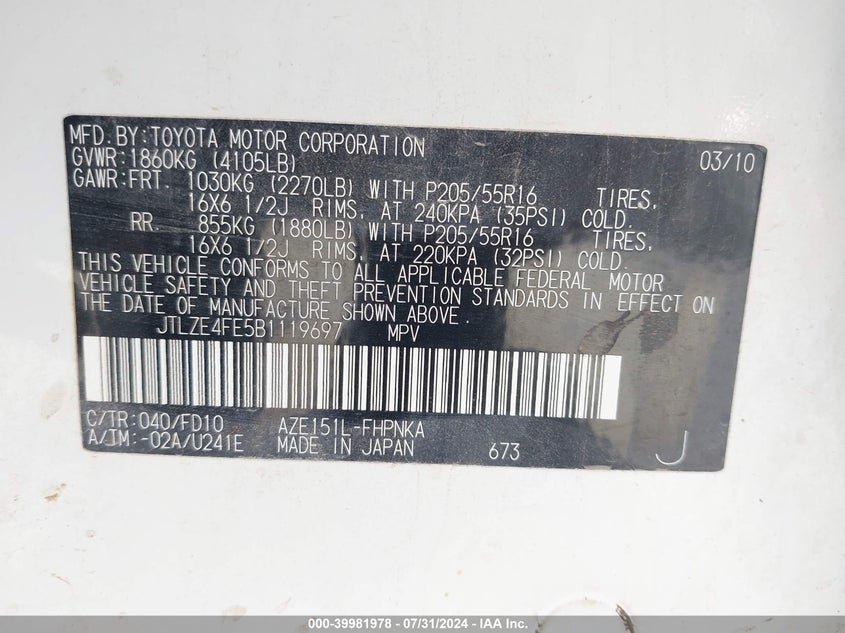 MFD.BY:TOYOTA MOTOR CORPORATION 03/10
GVWR:1860KG (4105LB)
GAWR:FRT. 1030KG (2270LB) WITH P205/55R16 TIRES,
16X6 1/2J RIMS, AT 240KPA (35PSI) COLD.
RR. 855KG (1880LB) WITH P205/55R16 TIRES,
16X6 1/2J RIMS, AT 220KPA (32PSI) COLD.
THIS VEHICLE CONFORMS TO ALL APPLICABLE FEDERAL MOTOR
VEHICLE SAFETY AND THEFT PREVENTION STANDARDS IN EFFECT ON
THE DATE OF MANUFACTURE SHOWN ABOVE.
JTLZE4FE5B1119697 MPV
C/TR:040/FD10 AZE151L-FHPNKA
A/TM:-02A/U241E MADE IN JAPAN 673 J
000-39981978 / 07/31/2024 - IAA Inc.